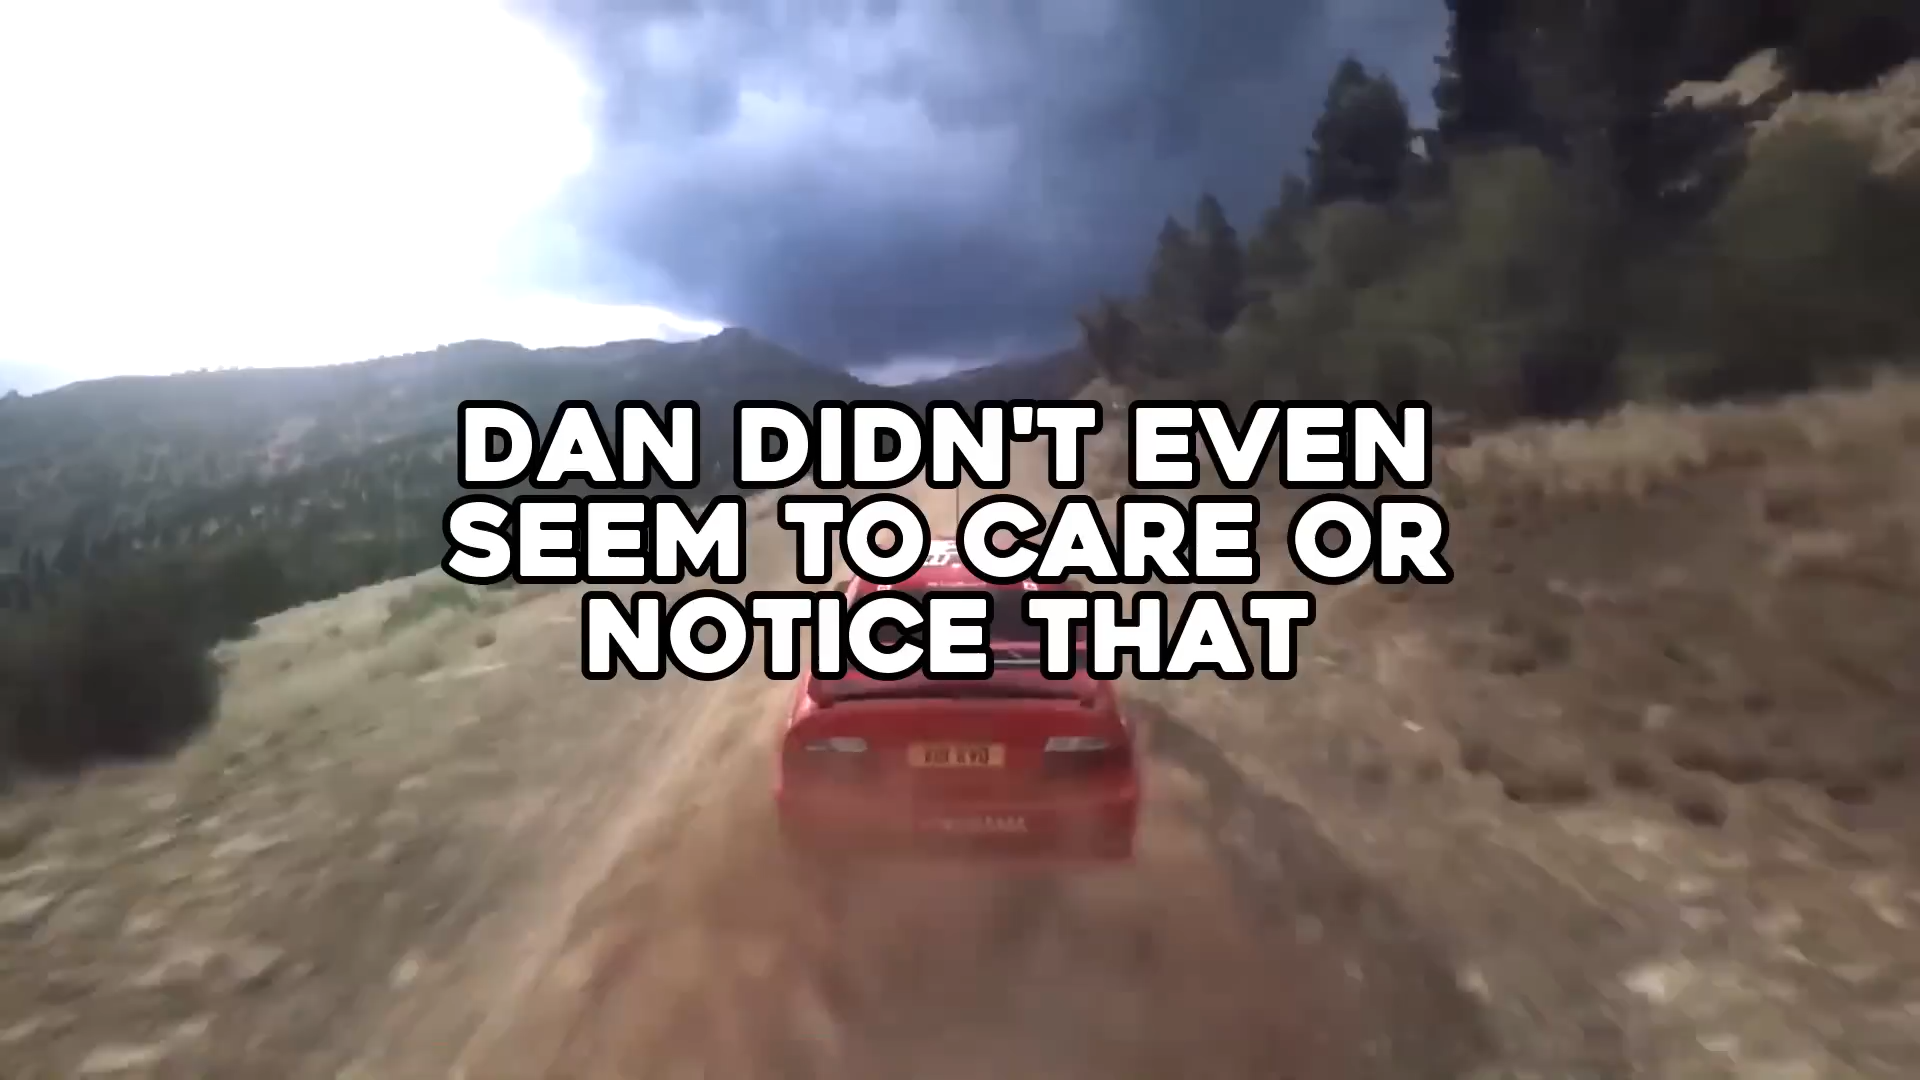 DAN DIDN'T EVEN
SEEM TO CARE OR
NOTICE THAT